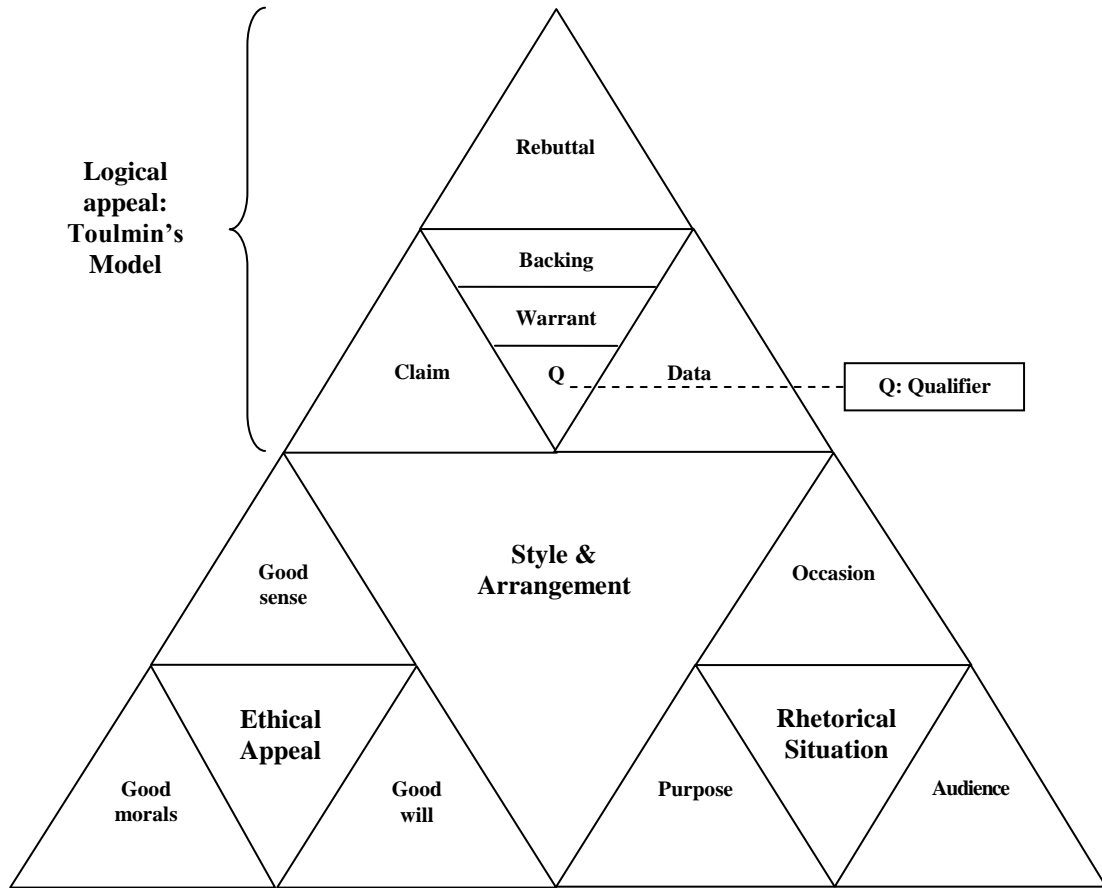 Rebuttal
Logical
appeal:
Toulmin’s
Model
Backing
Warrant
Claim
Q
Data
Q: Qualifier
Style &
Arrangement
Good
sense
Occasion
Ethical
Appeal
Rhetorical
Situation
Good
morals
Good
will
Purpose
Audience